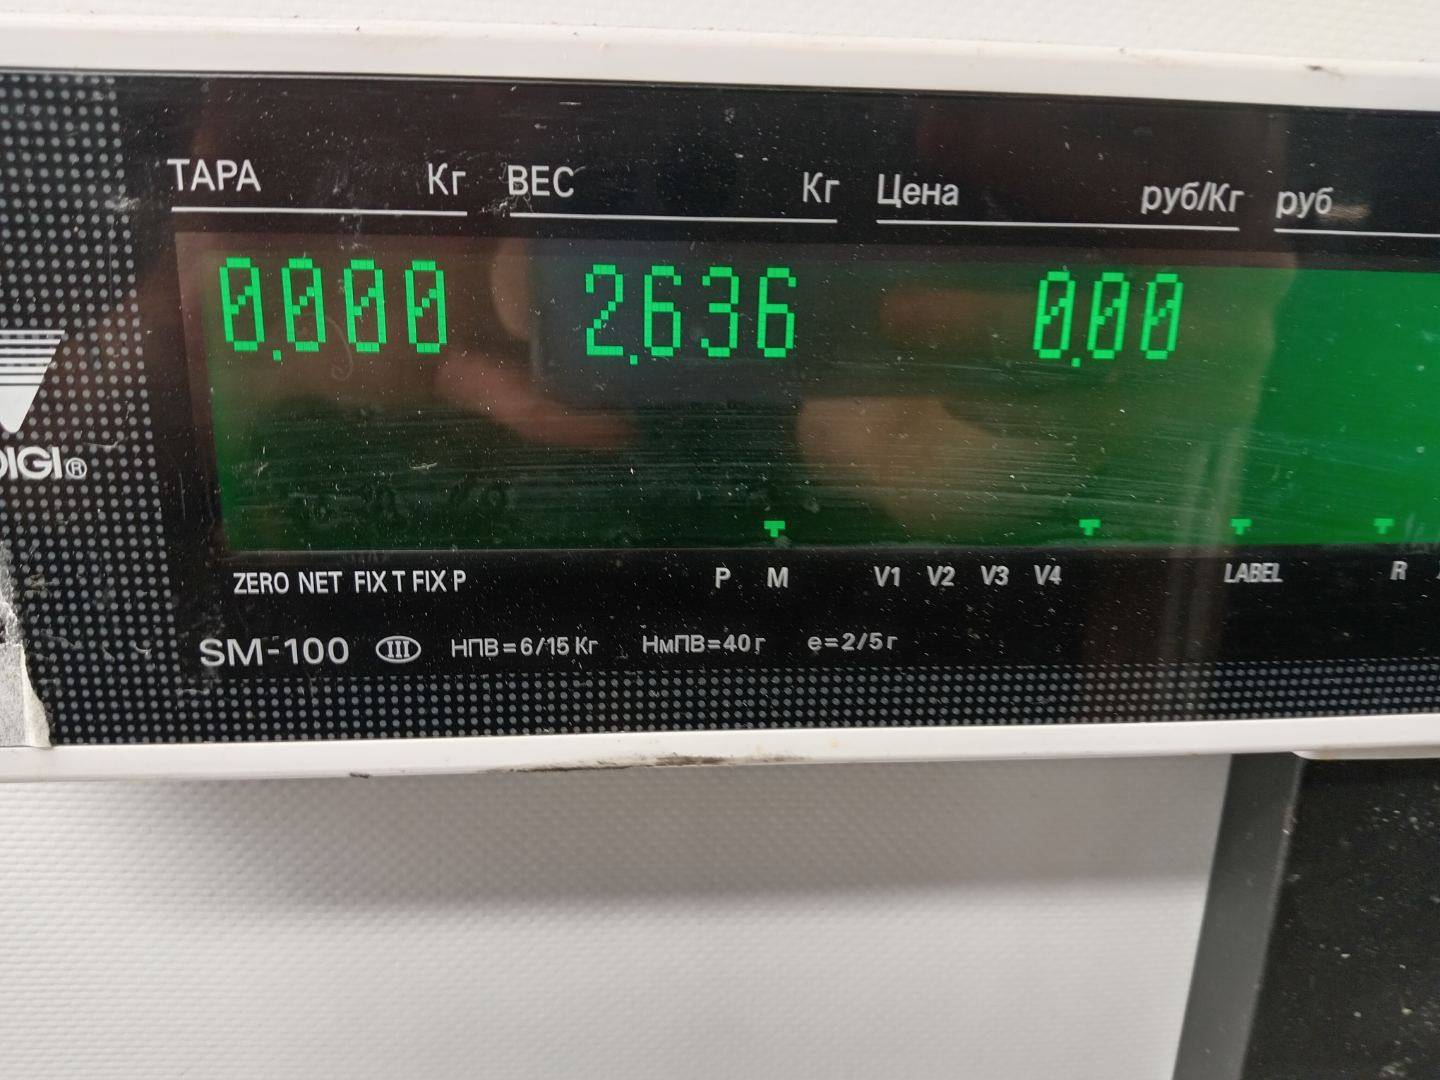 ТАРА Кг ВЕС Кг Цена руб/Кг руб
0.000 2.636 0.00
DIGI®
ZERO NET FIX T FIX P P M V1 V2 V3 V4 LABEL R
SM-100 III НПВ=6/15 Кг НмПВ=40 г e=2/5 г